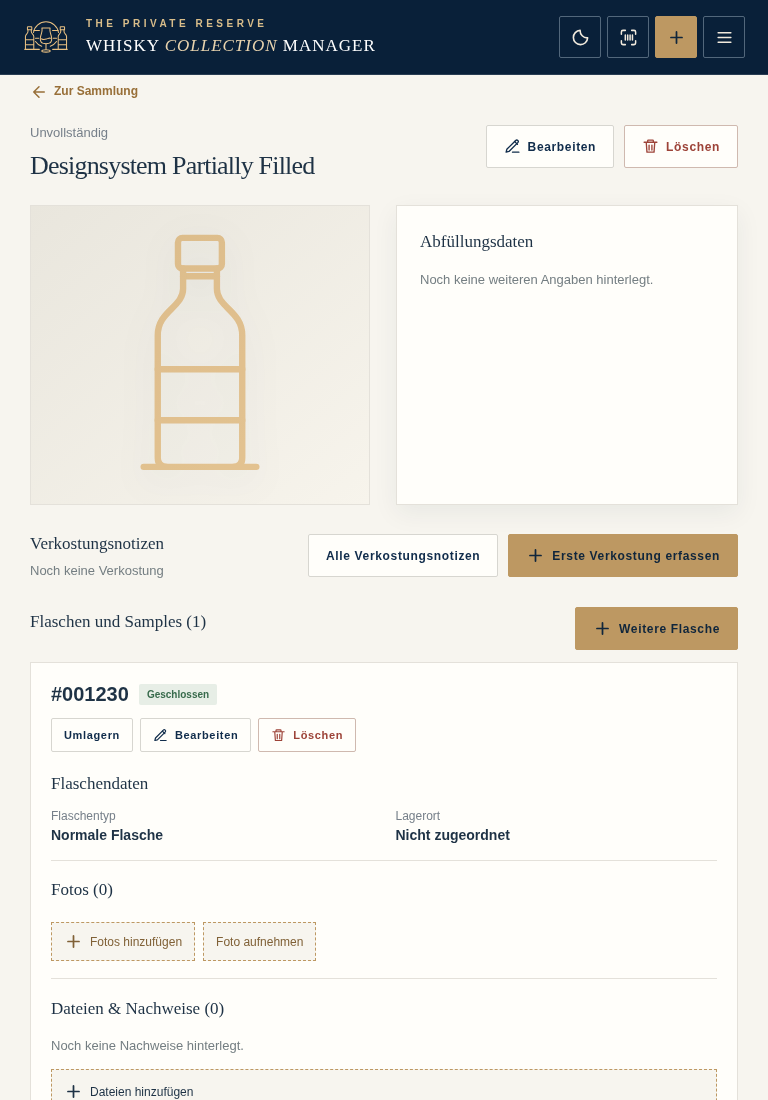 THE PRIVATE RESERVE
WHISKY COLLECTION MANAGER
Zur Sammlung
Unvollständig
Designsystem Partially Filled
Bearbeiten
Löschen
Abfüllungsdaten
Noch keine weiteren Angaben hinterlegt.
Verkostungsnotizen
Noch keine Verkostung
Alle Verkostungsnotizen
Erste Verkostung erfassen
Flaschen und Samples (1)
Weitere Flasche
#001230
Geschlossen
Umlagern
Bearbeiten
Löschen
Flaschendaten
Flaschentyp
Normale Flasche
Lagerort
Nicht zugeordnet
Fotos (0)
Fotos hinzufügen
Foto aufnehmen
Dateien & Nachweise (0)
Noch keine Nachweise hinterlegt.
Dateien hinzufügen